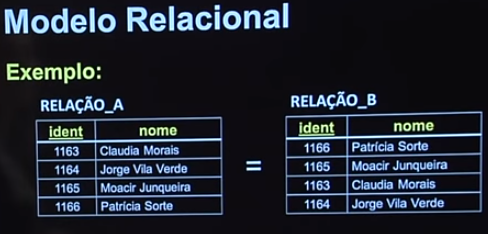 Modelo Relacional
Exemplo:
RELAÇÃO_A
ident nome
1163 Claudia Morais
1164 Jorge Vila Verde
1165 Moacir Junqueira
1166 Patrícia Sorte
=
RELAÇÃO_B
ident nome
1166 Patrícia Sorte
1165 Moacir Junqueira
1163 Claudia Morais
1164 Jorge Vila Verde